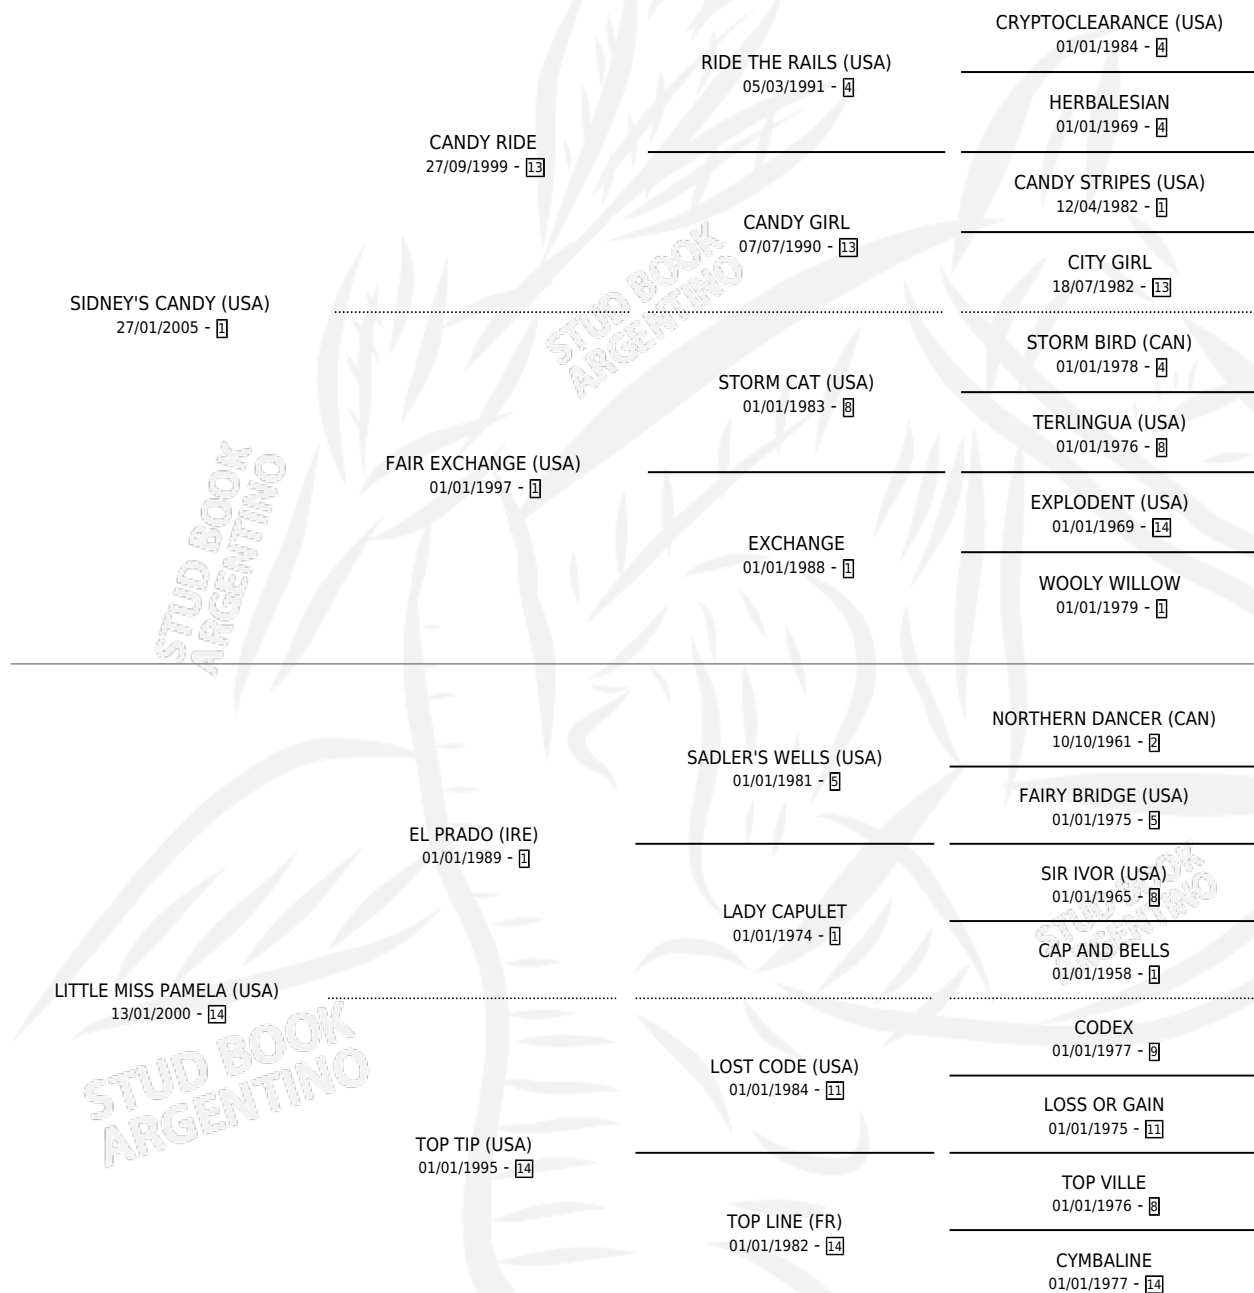 CRYPTOCLEARANCE (USA)
01/01/1984 - 4
RIDE THE RAILS (USA)
05/03/1991 - 4
HERBALESIAN
01/01/1969 - 4
CANDY RIDE
27/09/1999 - 13
CANDY STRIPES (USA)
12/04/1982 - 1
CANDY GIRL
07/07/1990 - 13
CITY GIRL
18/07/1982 - 13
SIDNEY'S CANDY (USA)
27/01/2005 - 1
STUD BOOK
ARGENTINO
STORM BIRD (CAN)
01/01/1978 - 4
STORM CAT (USA)
01/01/1983 - 8
TERLINGUA (USA)
01/01/1976 - 8
FAIR EXCHANGE (USA)
01/01/1997 - 1
EXPLODENT (USA)
01/01/1969 - 14
EXCHANGE
01/01/1988 - 1
WOOLY WILLOW
01/01/1979 - 1
STUD BOOK
ARGENTINO
NORTHERN DANCER (CAN)
10/10/1961 - 2
SADLER'S WELLS (USA)
01/01/1981 - 5
FAIRY BRIDGE (USA)
01/01/1975 - 5
EL PRADO (IRE)
01/01/1989 - 1
SIR IVOR (USA)
01/01/1965 - 8
LADY CAPULET
01/01/1974 - 1
STUD BOOK
ARGENTINO
CAP AND BELLS
01/01/1958 - 1
LITTLE MISS PAMELA (USA)
13/01/2000 - 14
STUD BOOK
ARGENTINO
CODEX
01/01/1977 - 9
LOST CODE (USA)
01/01/1984 - 11
LOSS OR GAIN
01/01/1975 - 11
TOP TIP (USA)
01/01/1995 - 14
TOP VILLE
01/01/1976 - 8
TOP LINE (FR)
01/01/1982 - 14
CYMBALINE
01/01/1977 - 14